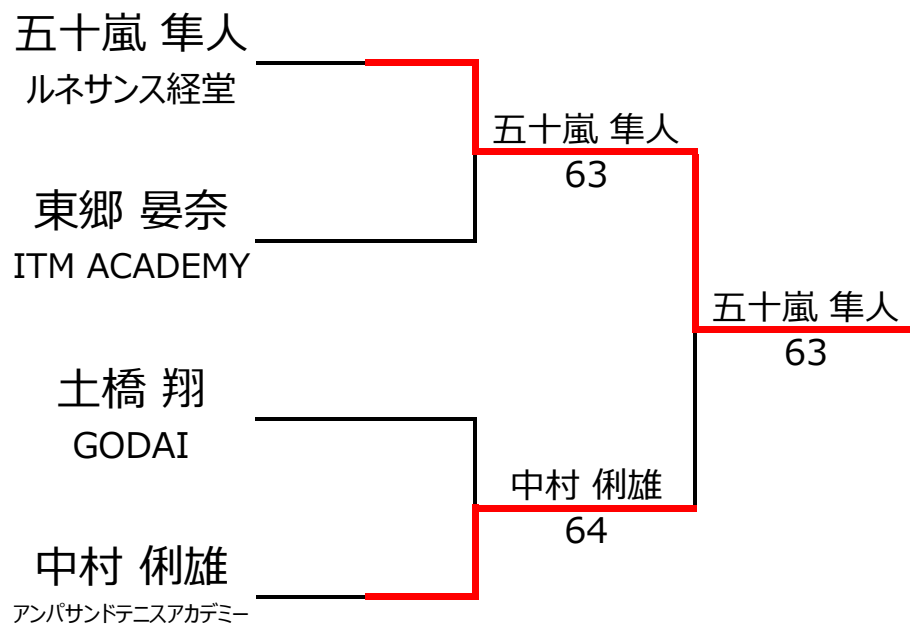 五十嵐 隼人
ルネサンス経堂
五十嵐 隼人
63
東郷 晏奈
ITM ACADEMY
五十嵐 隼人
63
土橋 翔
GODAI
中村 俐雄
64
中村 俐雄
アンパサンドテニスアカデミー